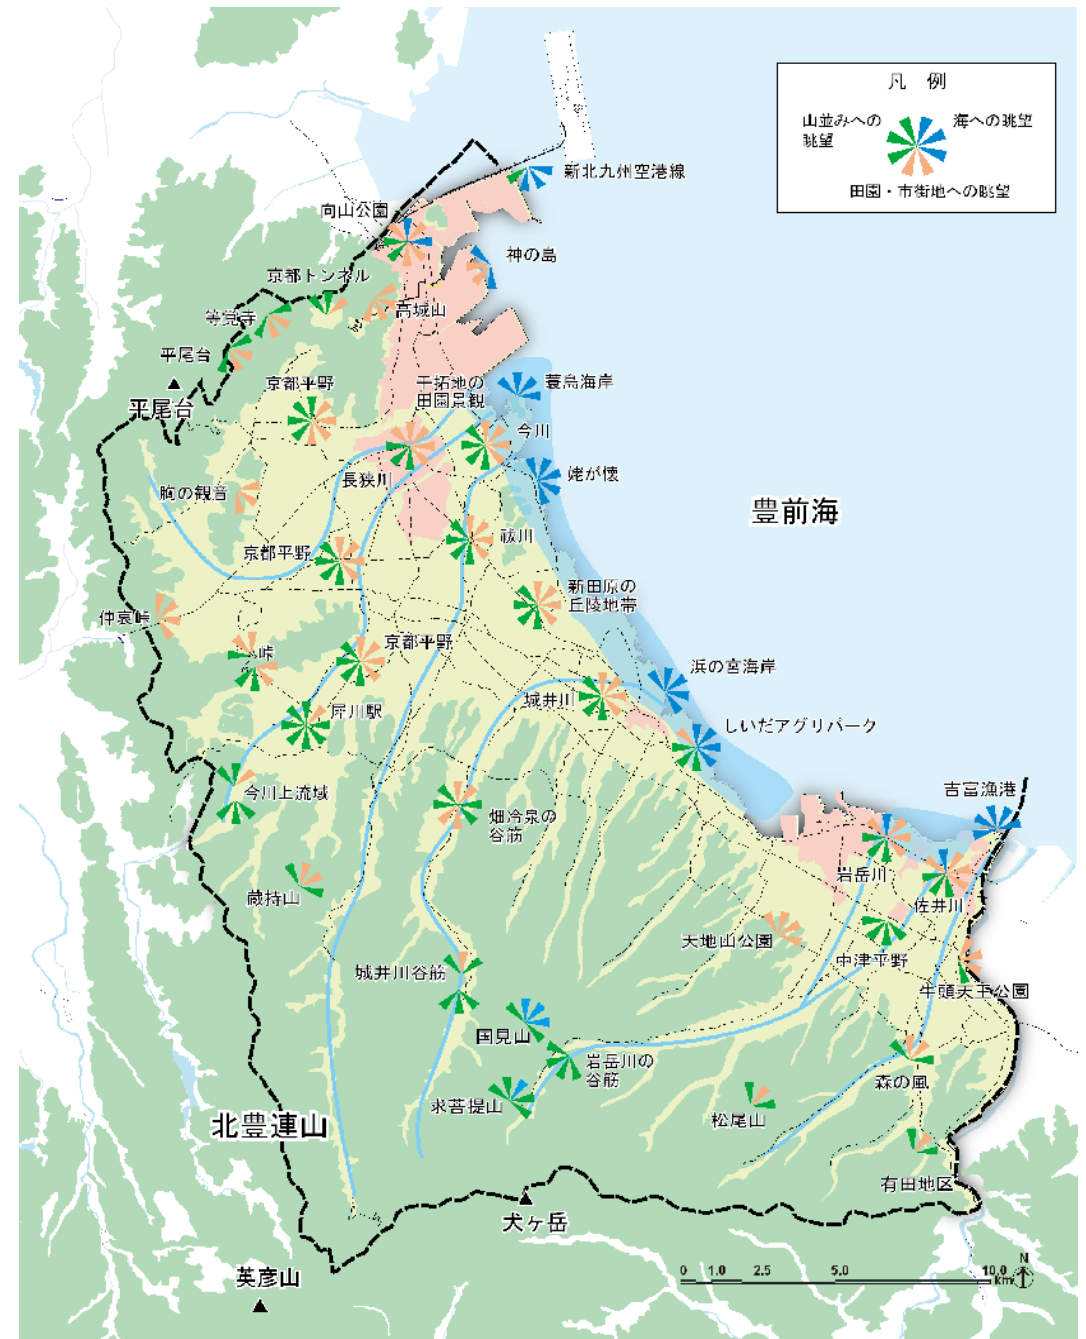 凡 例
山並みへの
眺望
海への眺望
田園・市街地への眺望
新北九州空港線
向山公園
神の島
京都トンネル
等覚寺
高城山
平尾台
平尾台
京都平野
干拓地の
田園景観
蓑島海岸
今川
長狭川
姥が懐
豊前海
胸の観音
祓川
京都平野
新田原の
丘陵地帯
仲哀峠
京都平野
峠
浜の宮海岸
城井川
犀川駅
しいだアグリパーク
今川上流域
吉富漁港
畑冷泉の
谷筋
岩岳川
蔵持山
佐井川
天地山公園
中津平野
城井川谷筋
牛頭天王公園
国見山
岩岳川の
谷筋
森の風
求菩提山
松尾山
北豊連山
有田地区
犬ヶ岳
英彦山
0 1.0 2.5 5.0 10.0
km
N